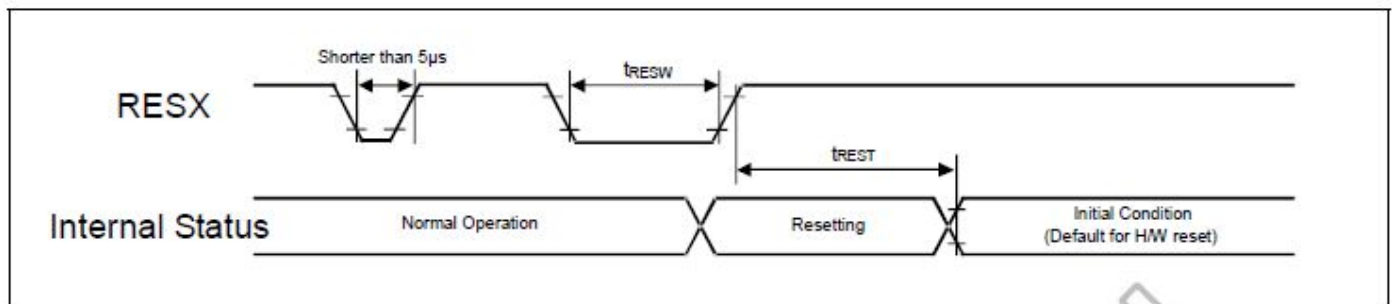 Shorter than 5µs
tRESW
RESX
tREST
Internal Status
Normal Operation
Resetting
Initial Condition
(Default for H/W reset)